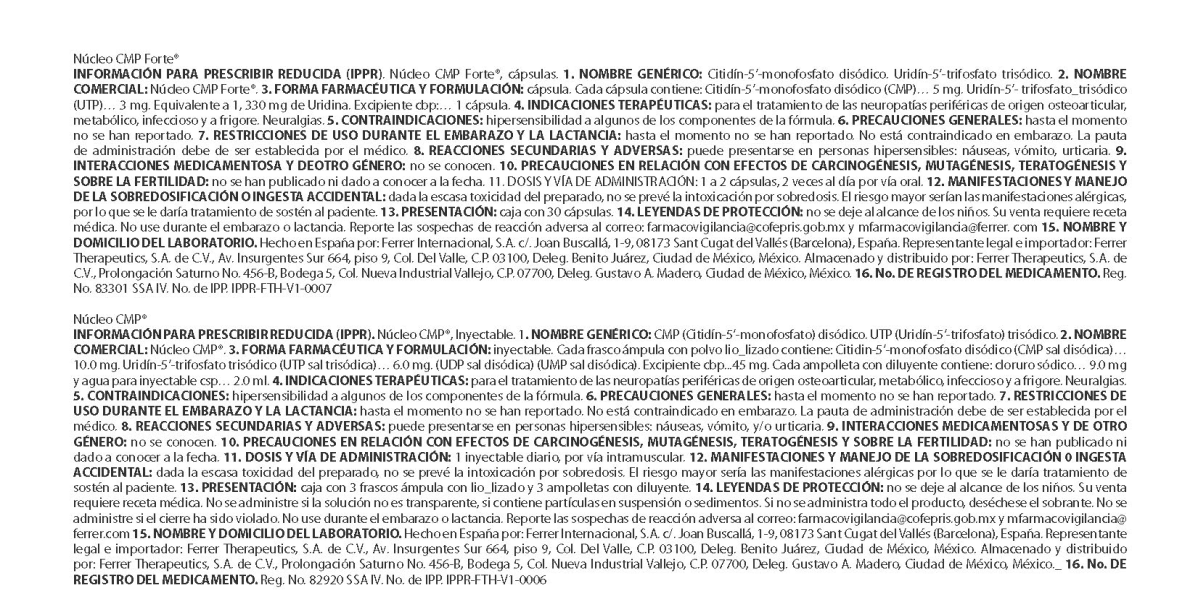 Núcleo CMP Forte®
INFORMACIÓN PARA PRESCRIBIR REDUCIDA (IPPR). Núcleo CMP Forte®, cápsulas. 1. NOMBRE GENÉRICO: Citidín-5’-monofosfato disódico. Uridín-5’-trifosfato trisódico. 2. NOMBRE
COMERCIAL: Núcleo CMP Forte®. 3. FORMA FARMACÉUTICA Y FORMULACIÓN: cápsula. Cada cápsula contiene: Citidín-5’-monofosfato disódico (CMP)… 5 mg. Uridín-5’- trifosfato_trisódico
(UTP)… 3 mg. Equivalente a 1, 330 mg de Uridina. Excipiente cbp:… 1 cápsula. 4. INDICACIONES TERAPÉUTICAS: para el tratamiento de las neuropatías periféricas de origen osteoarticular,
metabólico, infeccioso y a frigore. Neuralgias. 5. CONTRAINDICACIONES: hipersensibilidad a algunos de los componentes de la fórmula. 6. PRECAUCIONES GENERALES: hasta el momento
no se han reportado. 7. RESTRICCIONES DE USO DURANTE EL EMBARAZO Y LA LACTANCIA: hasta el momento no se han reportado. No está contraindicado en embarazo. La pauta
de administración debe de ser establecida por el médico. 8. REACCIONES SECUNDARIAS Y ADVERSAS: puede presentarse en personas hipersensibles: náuseas, vómito, urticaria. 9.
INTERACCIONES MEDICAMENTOSA Y DEOTRO GÉNERO: no se conocen. 10. PRECAUCIONES EN RELACIÓN CON EFECTOS DE CARCINOGÉNESIS, MUTAGÉNESIS, TERATOGÉNESIS Y
SOBRE LA FERTILIDAD: no se han publicado ni dado a conocer a la fecha. 11. DOSIS Y VÍA DE ADMINISTRACIÓN: 1 a 2 cápsulas, 2 veces al día por vía oral. 12. MANIFESTACIONES Y MANEJO
DE LA SOBREDOSIFICACIÓN O INGESTA ACCIDENTAL: dada la escasa toxicidad del preparado, no se prevé la intoxicación por sobredosis. El riesgo mayor serían las manifestaciones alérgicas,
por lo que se le daría tratamiento de sostén al paciente. 13. PRESENTACIÓN: caja con 30 cápsulas. 14. LEYENDAS DE PROTECCIÓN: no se deje al alcance de los niños. Su venta requiere receta
médica. No use durante el embarazo o lactancia. Reporte las sospechas de reacción adversa al correo: farmacovigilancia@cofepris.gob.mx y mfarmacovigilancia@ferrer. com 15. NOMBRE Y
DOMICILIO DEL LABORATORIO. Hecho en España por: Ferrer Internacional, S.A. c/. Joan Buscallá, 1-9, 08173 Sant Cugat del Vallés (Barcelona), España. Representante legal e importador: Ferrer
Therapeutics, S.A. de C.V., Av. Insurgentes Sur 664, piso 9, Col. Del Valle, C.P. 03100, Deleg. Benito Juárez, Ciudad de México, México. Almacenado y distribuido por: Ferrer Therapeutics, S.A. de
C.V., Prolongación Saturno No. 456-B, Bodega 5, Col. Nueva Industrial Vallejo, C.P. 07700, Deleg. Gustavo A. Madero, Ciudad de México, México. 16. No. DE REGISTRO DEL MEDICAMENTO. Reg.
No. 83301 SSA IV. No. de IPP. IPPR-FTH-V1-0007
Núcleo CMP®
INFORMACIÓN PARA PRESCRIBIR REDUCIDA (IPPR). Núcleo CMP®, Inyectable. 1. NOMBRE GENÉRICO: CMP (Citidín-5’-monofosfato) disódico. UTP (Uridín-5’-trifosfato) trisódico. 2. NOMBRE
COMERCIAL: Núcleo CMP®. 3. FORMA FARMACÉUTICA Y FORMULACIÓN: inyectable. Cada frasco ámpula con polvo lio_lizado contiene: Citidin-5’-monofosfato disódico (CMP sal disódica)…
10.0 mg. Uridín-5’-trifosfato trisódico (UTP sal trisódica)… 6.0 mg. (UDP sal disódica) (UMP sal disódica). Excipiente cbp...45 mg. Cada ampolleta con diluyente contiene: cloruro sódico… 9.0 mg
y agua para inyectable csp… 2.0 ml. 4. INDICACIONES TERAPÉUTICAS: para el tratamiento de las neuropatías periféricas de origen osteoarticular, metabólico, infeccioso y a frigore. Neuralgias.
5. CONTRAINDICACIONES: hipersensibilidad a algunos de los componentes de la fórmula. 6. PRECAUCIONES GENERALES: hasta el momento no se han reportado. 7. RESTRICCIONES DE
USO DURANTE EL EMBARAZO Y LA LACTANCIA: hasta el momento no se han reportado. No está contraindicado en embarazo. La pauta de administración debe de ser establecida por el
médico. 8. REACCIONES SECUNDARIAS Y ADVERSAS: puede presentarse en personas hipersensibles: náuseas, vómito, y/o urticaria. 9. INTERACCIONES MEDICAMENTOSAS Y DE OTRO
GÉNERO: no se conocen. 10. PRECAUCIONES EN RELACIÓN CON EFECTOS DE CARCINOGÉNESIS, MUTAGÉNESIS, TERATOGÉNESIS Y SOBRE LA FERTILIDAD: no se han publicado ni
dado a conocer a la fecha. 11. DOSIS Y VÍA DE ADMINISTRACIÓN: 1 inyectable diario, por vía intramuscular. 12. MANIFESTACIONES Y MANEJO DE LA SOBREDOSIFICACIÓN 0 INGESTA
ACCIDENTAL: dada la escasa toxicidad del preparado, no se prevé la intoxicación por sobredosis. El riesgo mayor sería las manifestaciones alérgicas por lo que se le daría tratamiento de
sostén al paciente. 13. PRESENTACIÓN: caja con 3 frascos ámpula con lio_lizado y 3 ampolletas con diluyente. 14. LEYENDAS DE PROTECCIÓN: no se deje al alcance de los niños. Su venta
requiere receta médica. No se administre si la solución no es transparente, si contiene partículas en suspensión o sedimentos. Si no se administra todo el producto, deséchese el sobrante. No se
administre si el cierre ha sido violado. No use durante el embarazo o lactancia. Reporte las sospechas de reacción adversa al correo: farmacovigilancia@cofepris.gob.mx y mfarmacovigilancia@
ferrer.com 15. NOMBRE Y DOMICILIO DEL LABORATORIO. Hecho en España por: Ferrer Internacional, S.A. c/. Joan Buscallá, 1-9, 08173 Sant Cugat del Vallés (Barcelona), España. Representante
legal e importador: Ferrer Therapeutics, S.A. de C.V., Av. Insurgentes Sur 664, piso 9, Col. Del Valle, C.P. 03100, Deleg. Benito Juárez, Ciudad de México, México. Almacenado y distribuido
por: Ferrer Therapeutics, S.A. de C.V., Prolongación Saturno No. 456-B, Bodega 5, Col. Nueva Industrial Vallejo, C.P. 07700, Deleg. Gustavo A. Madero, Ciudad de México, México._ 16. No. DE
REGISTRO DEL MEDICAMENTO. Reg. No. 82920 SSA IV. No. de IPP. IPPR-FTH-V1-0006